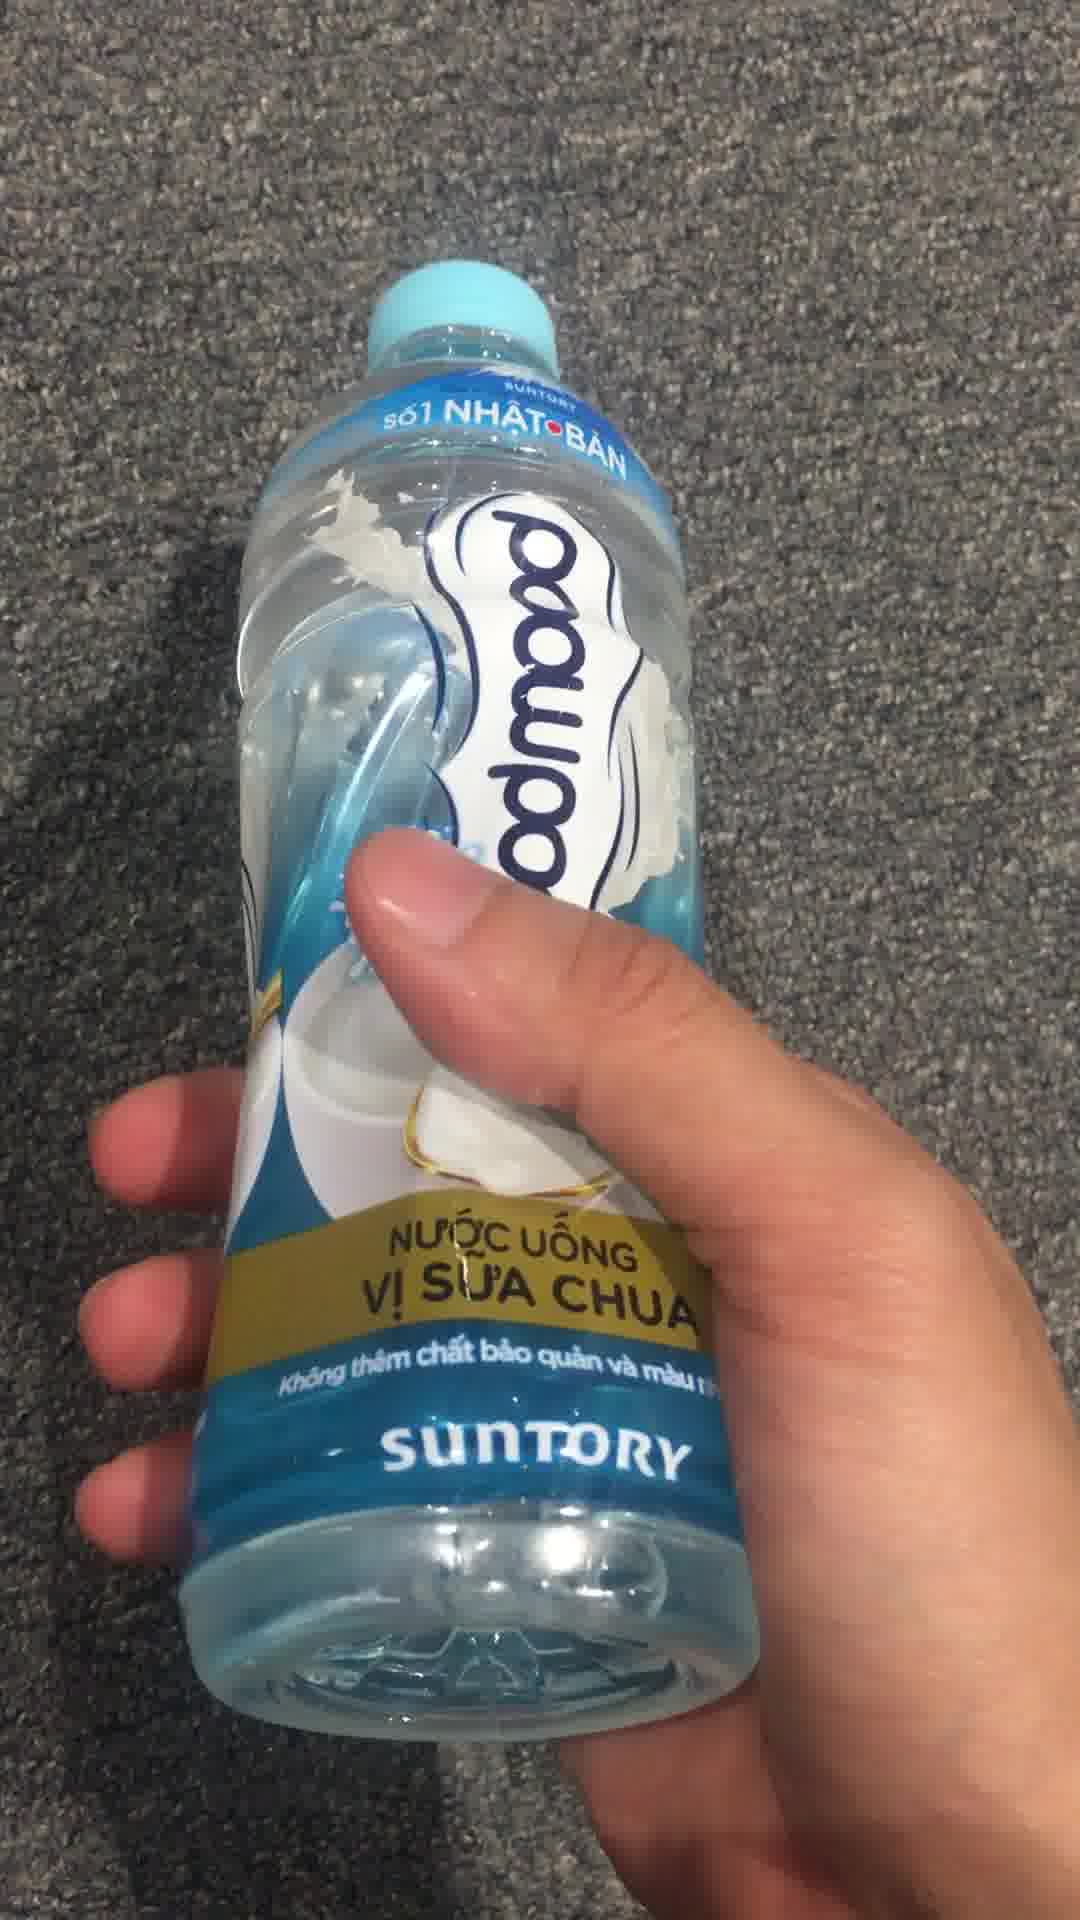 SUNTORY
số1 NHẬT BẢN
NƯỚC UỐNG
VỊ SỮA CHUA
Không thêm chất bảo quản và màu
SUNTORY